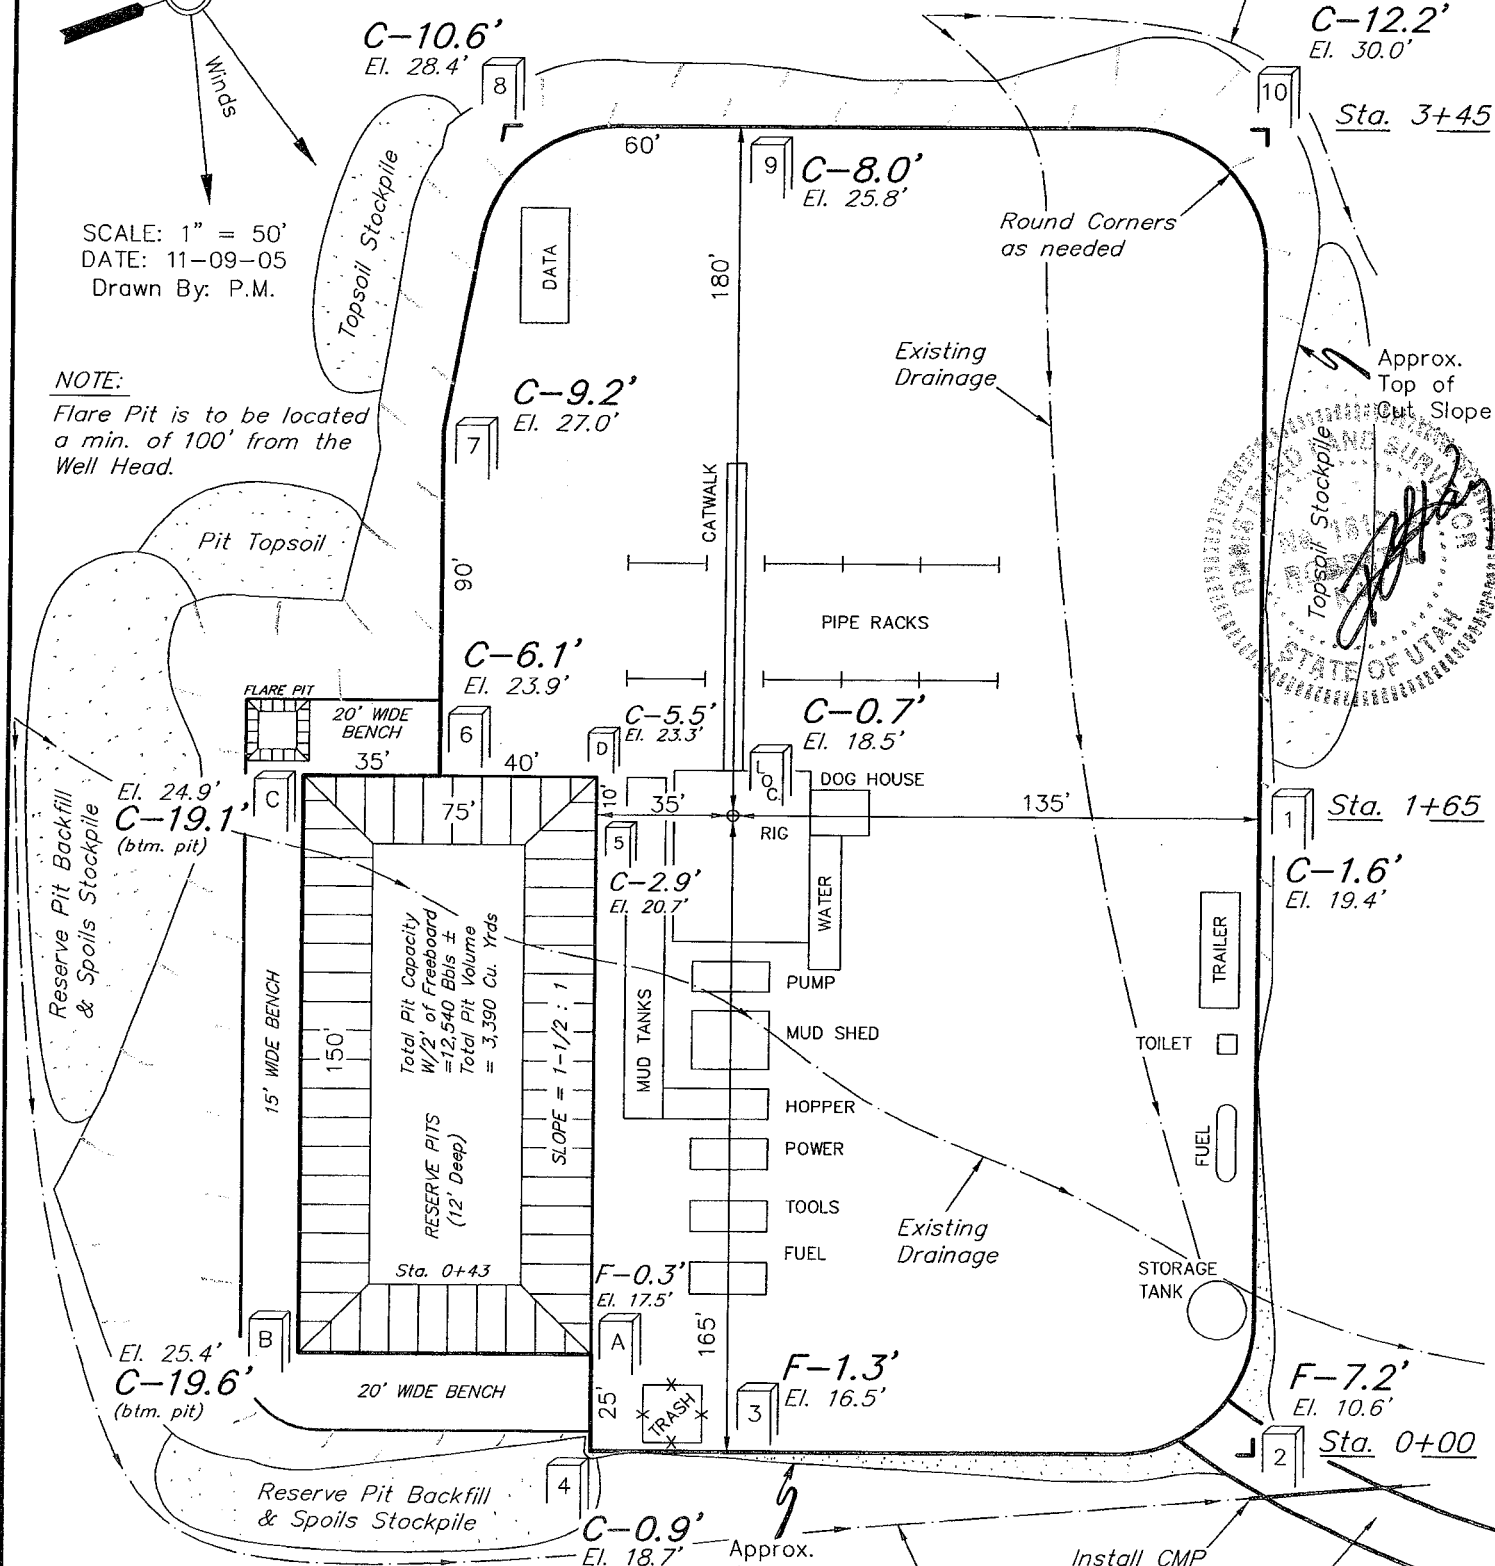 C-10.6'
El. 28.4'
8
C-12.2'
El. 30.0'
10
Sta. 3+45
Winds
60'
9
C-8.0'
El. 25.8'
Round Corners
as needed
SCALE: 1" = 50'
DATE: 11-09-05
Drawn By: P.M.
Topsoil Stockpile
DATA
180'
Existing
Drainage
Approx.
Top of
Cut Slope
NOTE:
Flare Pit is to be located
a min. of 100' from the
Well Head.
C-9.2'
El. 27.0'
7
CATWALK
Topsoil Stockpile
LAND SURVEYOR
STATE OF UTAH
Pit Topsoil
90'
PIPE RACKS
C-6.1'
El. 23.9'
6
FLARE PIT
20' WIDE
BENCH
35'
40'
C-5.5'
El. 23.3'
D
C-0.7'
El. 18.5'
LOC.
DOG HOUSE
El. 24.9'
C-19.1'
(btm. pit)
C
75'
10'
35'
RIG
135'
1
Sta. 1+65
C-1.6'
El. 19.4'
5
C-2.9'
El. 20.7'
WATER
TRAILER
Reserve Pit Backfill
& Spoils Stockpile
15' WIDE BENCH
150'
Total Pit Capacity
W/2' of Freeboard
=12,540 Bbls ±
Total Pit Volume
= 3,390 Cu. Yrds
RESERVE PITS
(12' Deep)
SLOPE = 1-1/2 : 1
MUD TANKS
PUMP
MUD SHED
TOILET
HOPPER
POWER
FUEL
TOOLS
FUEL
Existing
Drainage
STORAGE
TANK
Sta. 0+43
F-0.3'
El. 17.5'
A
B
El. 25.4'
C-19.6'
(btm. pit)
20' WIDE BENCH
25'
TRASH
165'
3
F-1.3'
El. 16.5'
F-7.2'
El. 10.6'
2
Sta. 0+00
Reserve Pit Backfill
& Spoils Stockpile
4
C-0.9'
El. 18.7'
Approx.
Install CMP